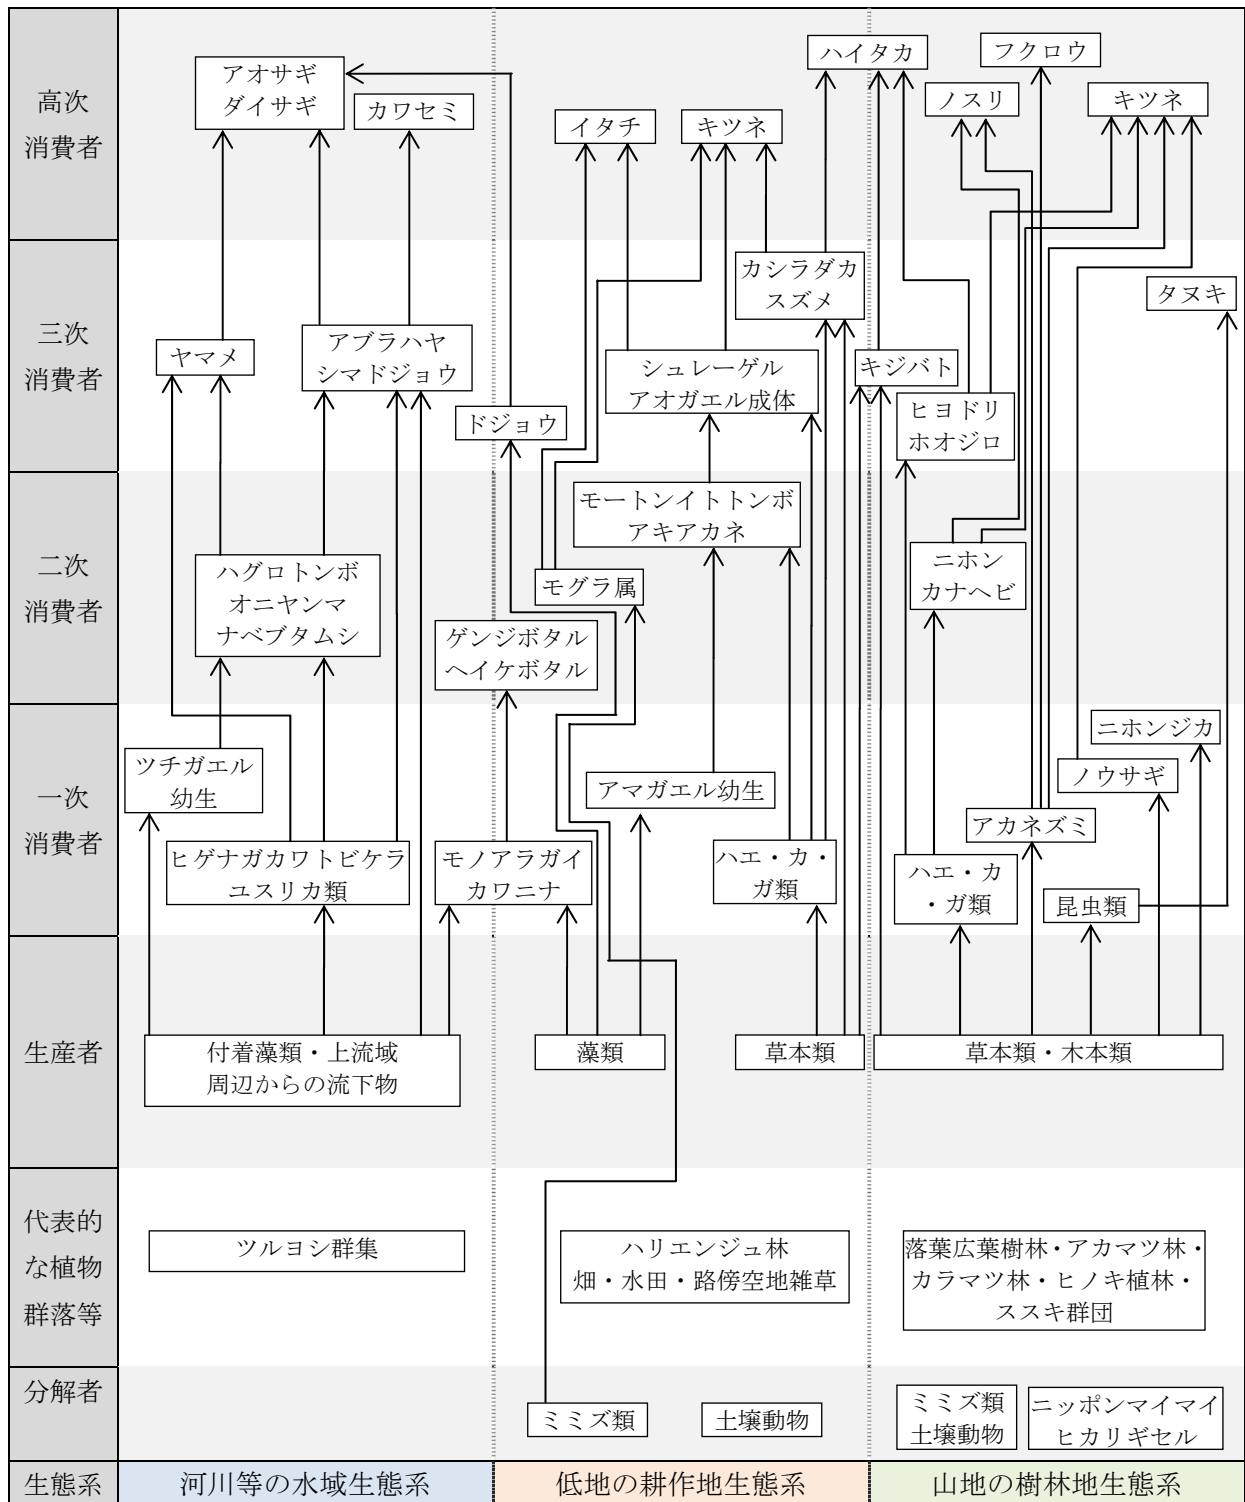 高次
消費者
アオサギ
ダイサギ
カワセミ
イタチ
キツネ
ハイタカ
フクロウ
ノスリ
キツネ
三次
消費者
ヤマメ
アブラハヤ
シマドジョウ
ドジョウ
シュレーゲル
アオガエル成体
カシラダカ
スズメ
キジバト
ヒヨドリ
ホオジロ
タヌキ
二次
消費者
ハグロトンボ
オニヤンマ
ナベブタムシ
ゲンジボタル
ヘイケボタル
モグラ属
モートンイトトンボ
アキアカネ
ニホン
カナヘビ
一次
消費者
ツチガエル
幼生
ヒゲナガカワトビケラ
ユスリカ類
モノアラガイ
カワニナ
アマガエル幼生
ハエ・カ・
ガ類
ハエ・カ
・ガ類
アカネズミ
昆虫類
ノウサギ
ニホンジカ
生産者
付着藻類・上流域
周辺からの流下物
藻類
草本類
草本類・木本類
代表的
な植物
群落等
ツルヨシ群集
ハリエンジュ林
畑・水田・路傍空地雑草
落葉広葉樹林・アカマツ林・
カラマツ林・ヒノキ植林・
ススキ群団
分解者
ミミズ類
土壌動物
ミミズ類
土壌動物
ニッポンマイマイ
ヒカリギセル
生態系
河川等の水域生態系
低地の耕作地生態系
山地の樹林地生態系